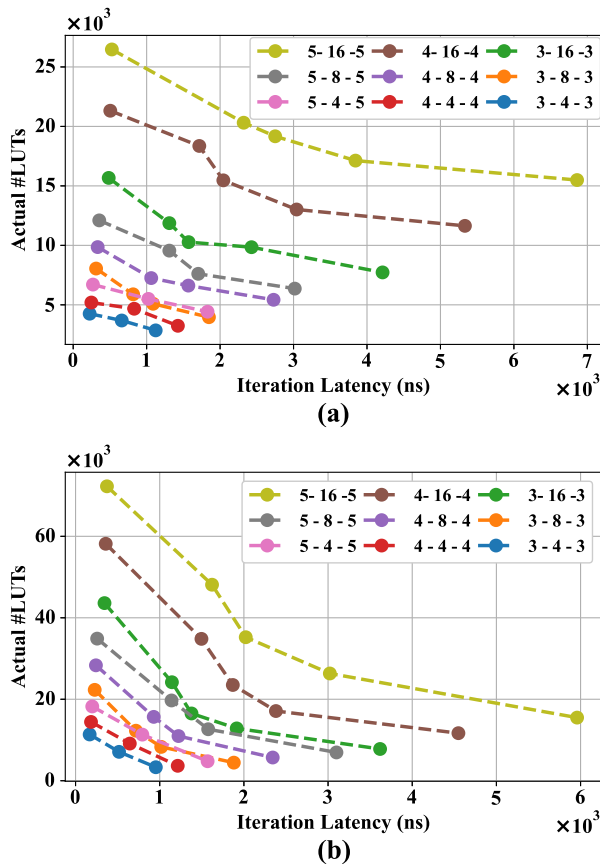 ×10³
5- 16 -5 4- 16 -4 3- 16 -3
5 - 8 - 5 4 - 8 - 4 3 - 8 - 3
5 - 4 - 5 4 - 4 - 4 3 - 4 - 3
25
20
15
10
5
Actual #LUTs
0 1 2 3 4 5 6 7
Iteration Latency (ns)
×10³
(a)
×10³
5- 16 -5 4- 16 -4 3- 16 -3
5 - 8 - 5 4 - 8 - 4 3 - 8 - 3
5 - 4 - 5 4 - 4 - 4 3 - 4 - 3
60
40
20
0
Actual #LUTs
0 1 2 3 4 5 6
Iteration Latency (ns)
×10³
(b)